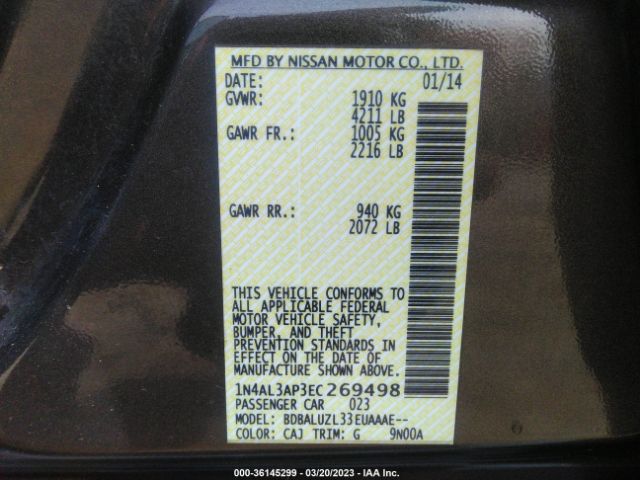 MFD BY NISSAN MOTOR CO., LTD.
DATE: 01/14
GVWR: 1910 KG
4211 LB
GAWR FR.: 1005 KG
2216 LB
GAWR RR.: 940 KG
2072 LB
THIS VEHICLE CONFORMS TO
ALL APPLICABLE FEDERAL
MOTOR VEHICLE SAFETY,
BUMPER, AND THEFT
PREVENTION STANDARDS IN
EFFECT ON THE DATE OF
MANUFACTURE SHOWN ABOVE.
1N4AL3AP3EC269498
PASSENGER CAR 023
MODEL: BDBALUZL33EUAAAE--
COLOR: CAJ TRIM: G 9N00A
000-36145299 - 03/20/2023 - IAA Inc.